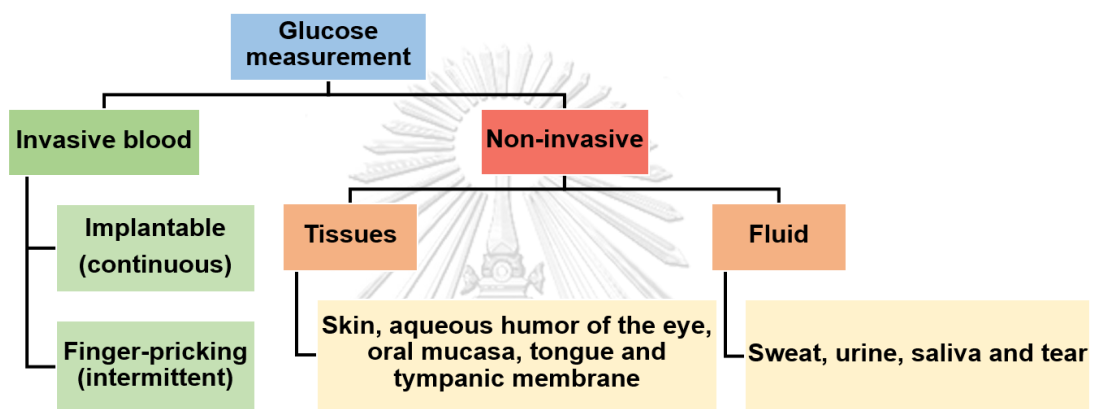 Glucose
measurement
Invasive blood
Non-invasive
Implantable
(continuous)
Tissues
Fluid
Finger-pricking
(intermittent)
Skin, aqueous humor of the eye,
oral mucasa, tongue and
tympanic membrane
Sweat, urine, saliva and tear